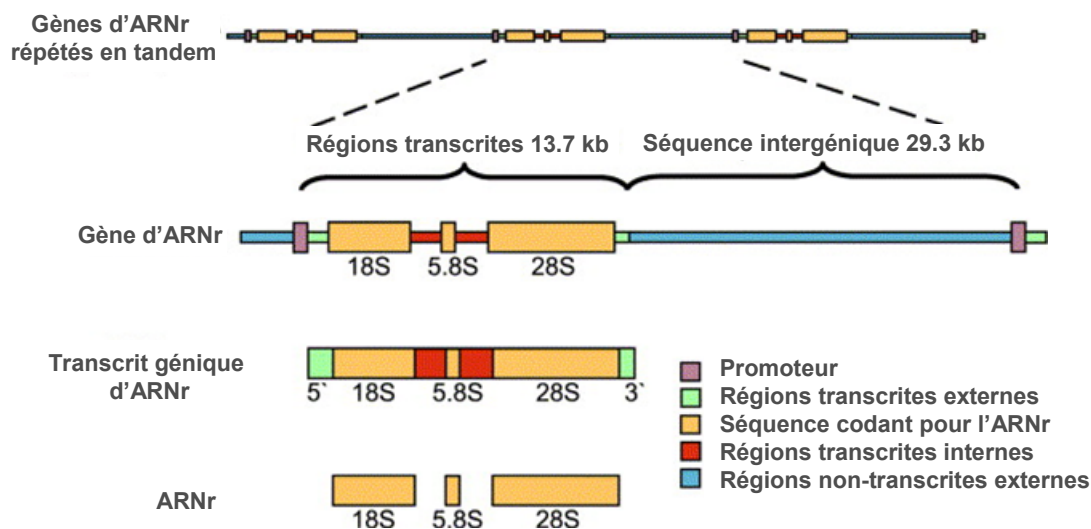 Gènes d’ARNr
répétés en tandem
Régions transcrites 13.7 kb
Séquence intergénique 29.3 kb
Gène d’ARNr
18S
5.8S
28S
Transcrit génique
d’ARNr
5`
18S
5.8S
28S
3`
Promoteur
Régions transcrites externes
Séquence codant pour l’ARNr
Régions transcrites internes
Régions non-transcrites externes
ARNr
18S
5.8S
28S